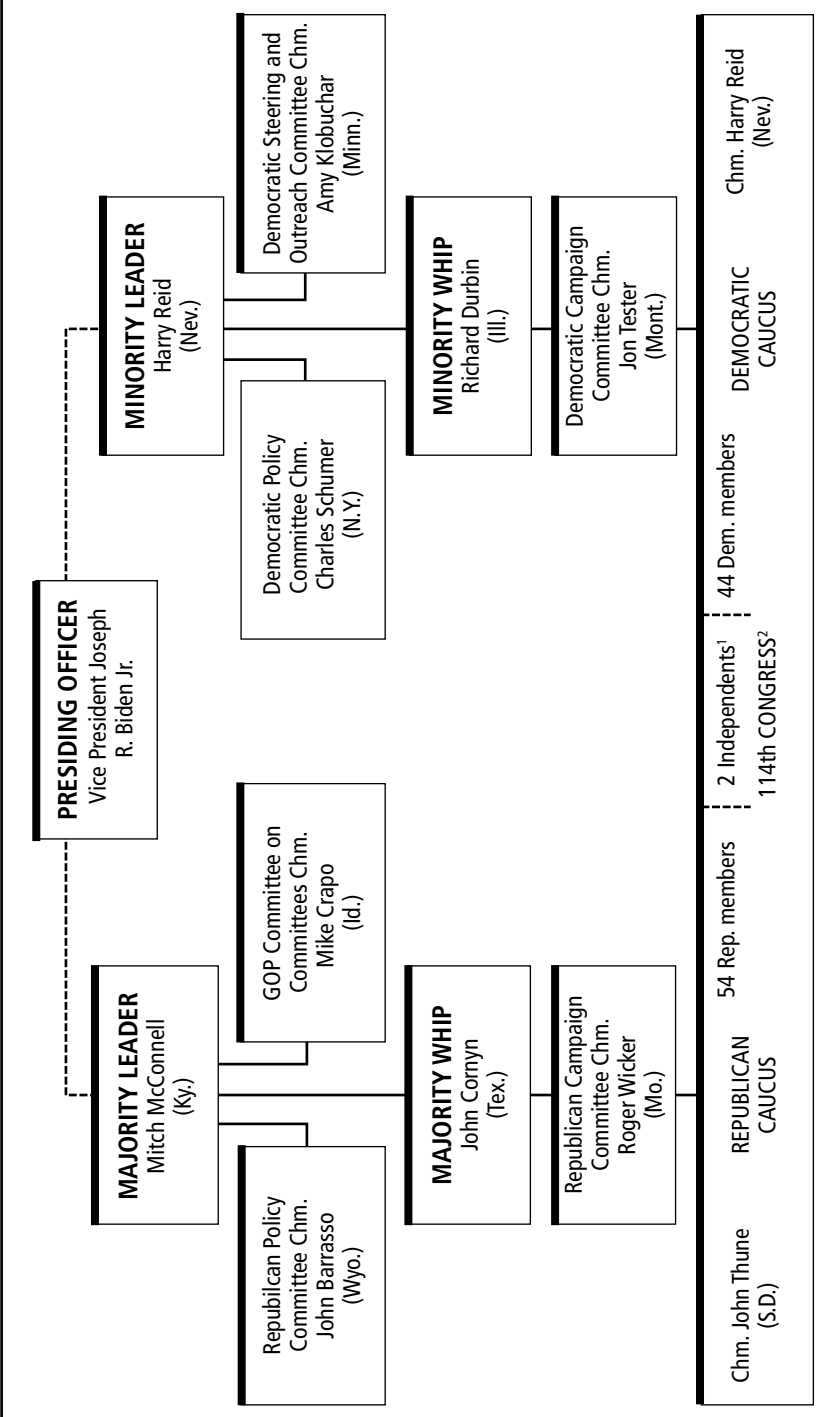 PRESIDING OFFICER
Vice President Joseph
R. Biden Jr.
MAJORITY LEADER
Mitch McConnell
(Ky.)
MINORITY LEADER
Harry Reid
(Nev.)
Repubilcan Policy
Committee Chm.
John Barrasso
(Wyo.)
GOP Committee on
Committees Chm.
Mike Crapo
(Id.)
Democratic Policy
Committee Chm.
Charles Schumer
(N.Y.)
Democratic Steering and
Outreach Committee Chm.
Amy Klobuchar
(Minn.)
MAJORITY WHIP
John Cornyn
(Tex.)
MINORITY WHIP
Richard Durbin
(Ill.)
Republican Campaign
Committee Chm.
Roger Wicker
(Mo.)
Democratic Campaign
Committee Chm.
Jon Tester
(Mont.)
Chm. John Thune
(S.D.)
REPUBLICAN
CAUCUS
54 Rep. members
2 Independents¹
114th CONGRESS²
44 Dem. members
DEMOCRATIC
CAUCUS
Chm. Harry Reid
(Nev.)